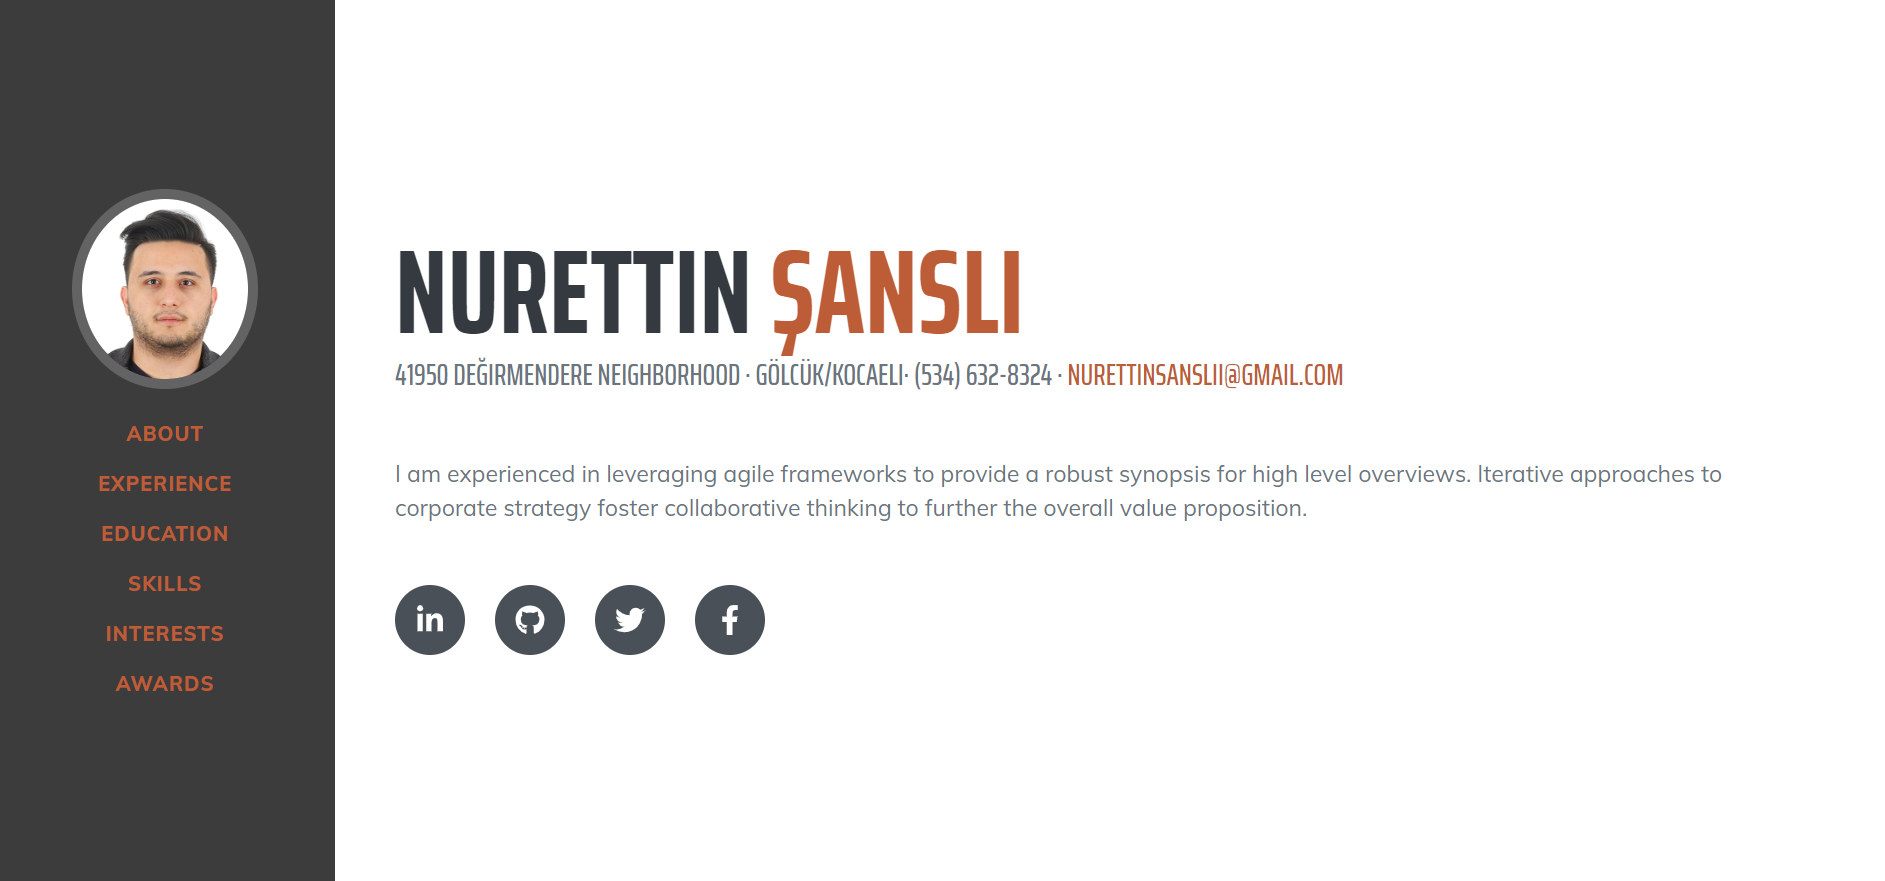 ABOUT
EXPERIENCE
EDUCATION
SKILLS
INTERESTS
AWARDS
NURETTIN ŞANSLI
41950 DEĞIRMENDERE NEIGHBORHOOD · GÖLCÜK/KOCAELI· (534) 632-8324 · NURETTINSANSLII@GMAIL.COM
I am experienced in leveraging agile frameworks to provide a robust synopsis for high level overviews. Iterative approaches to
corporate strategy foster collaborative thinking to further the overall value proposition.